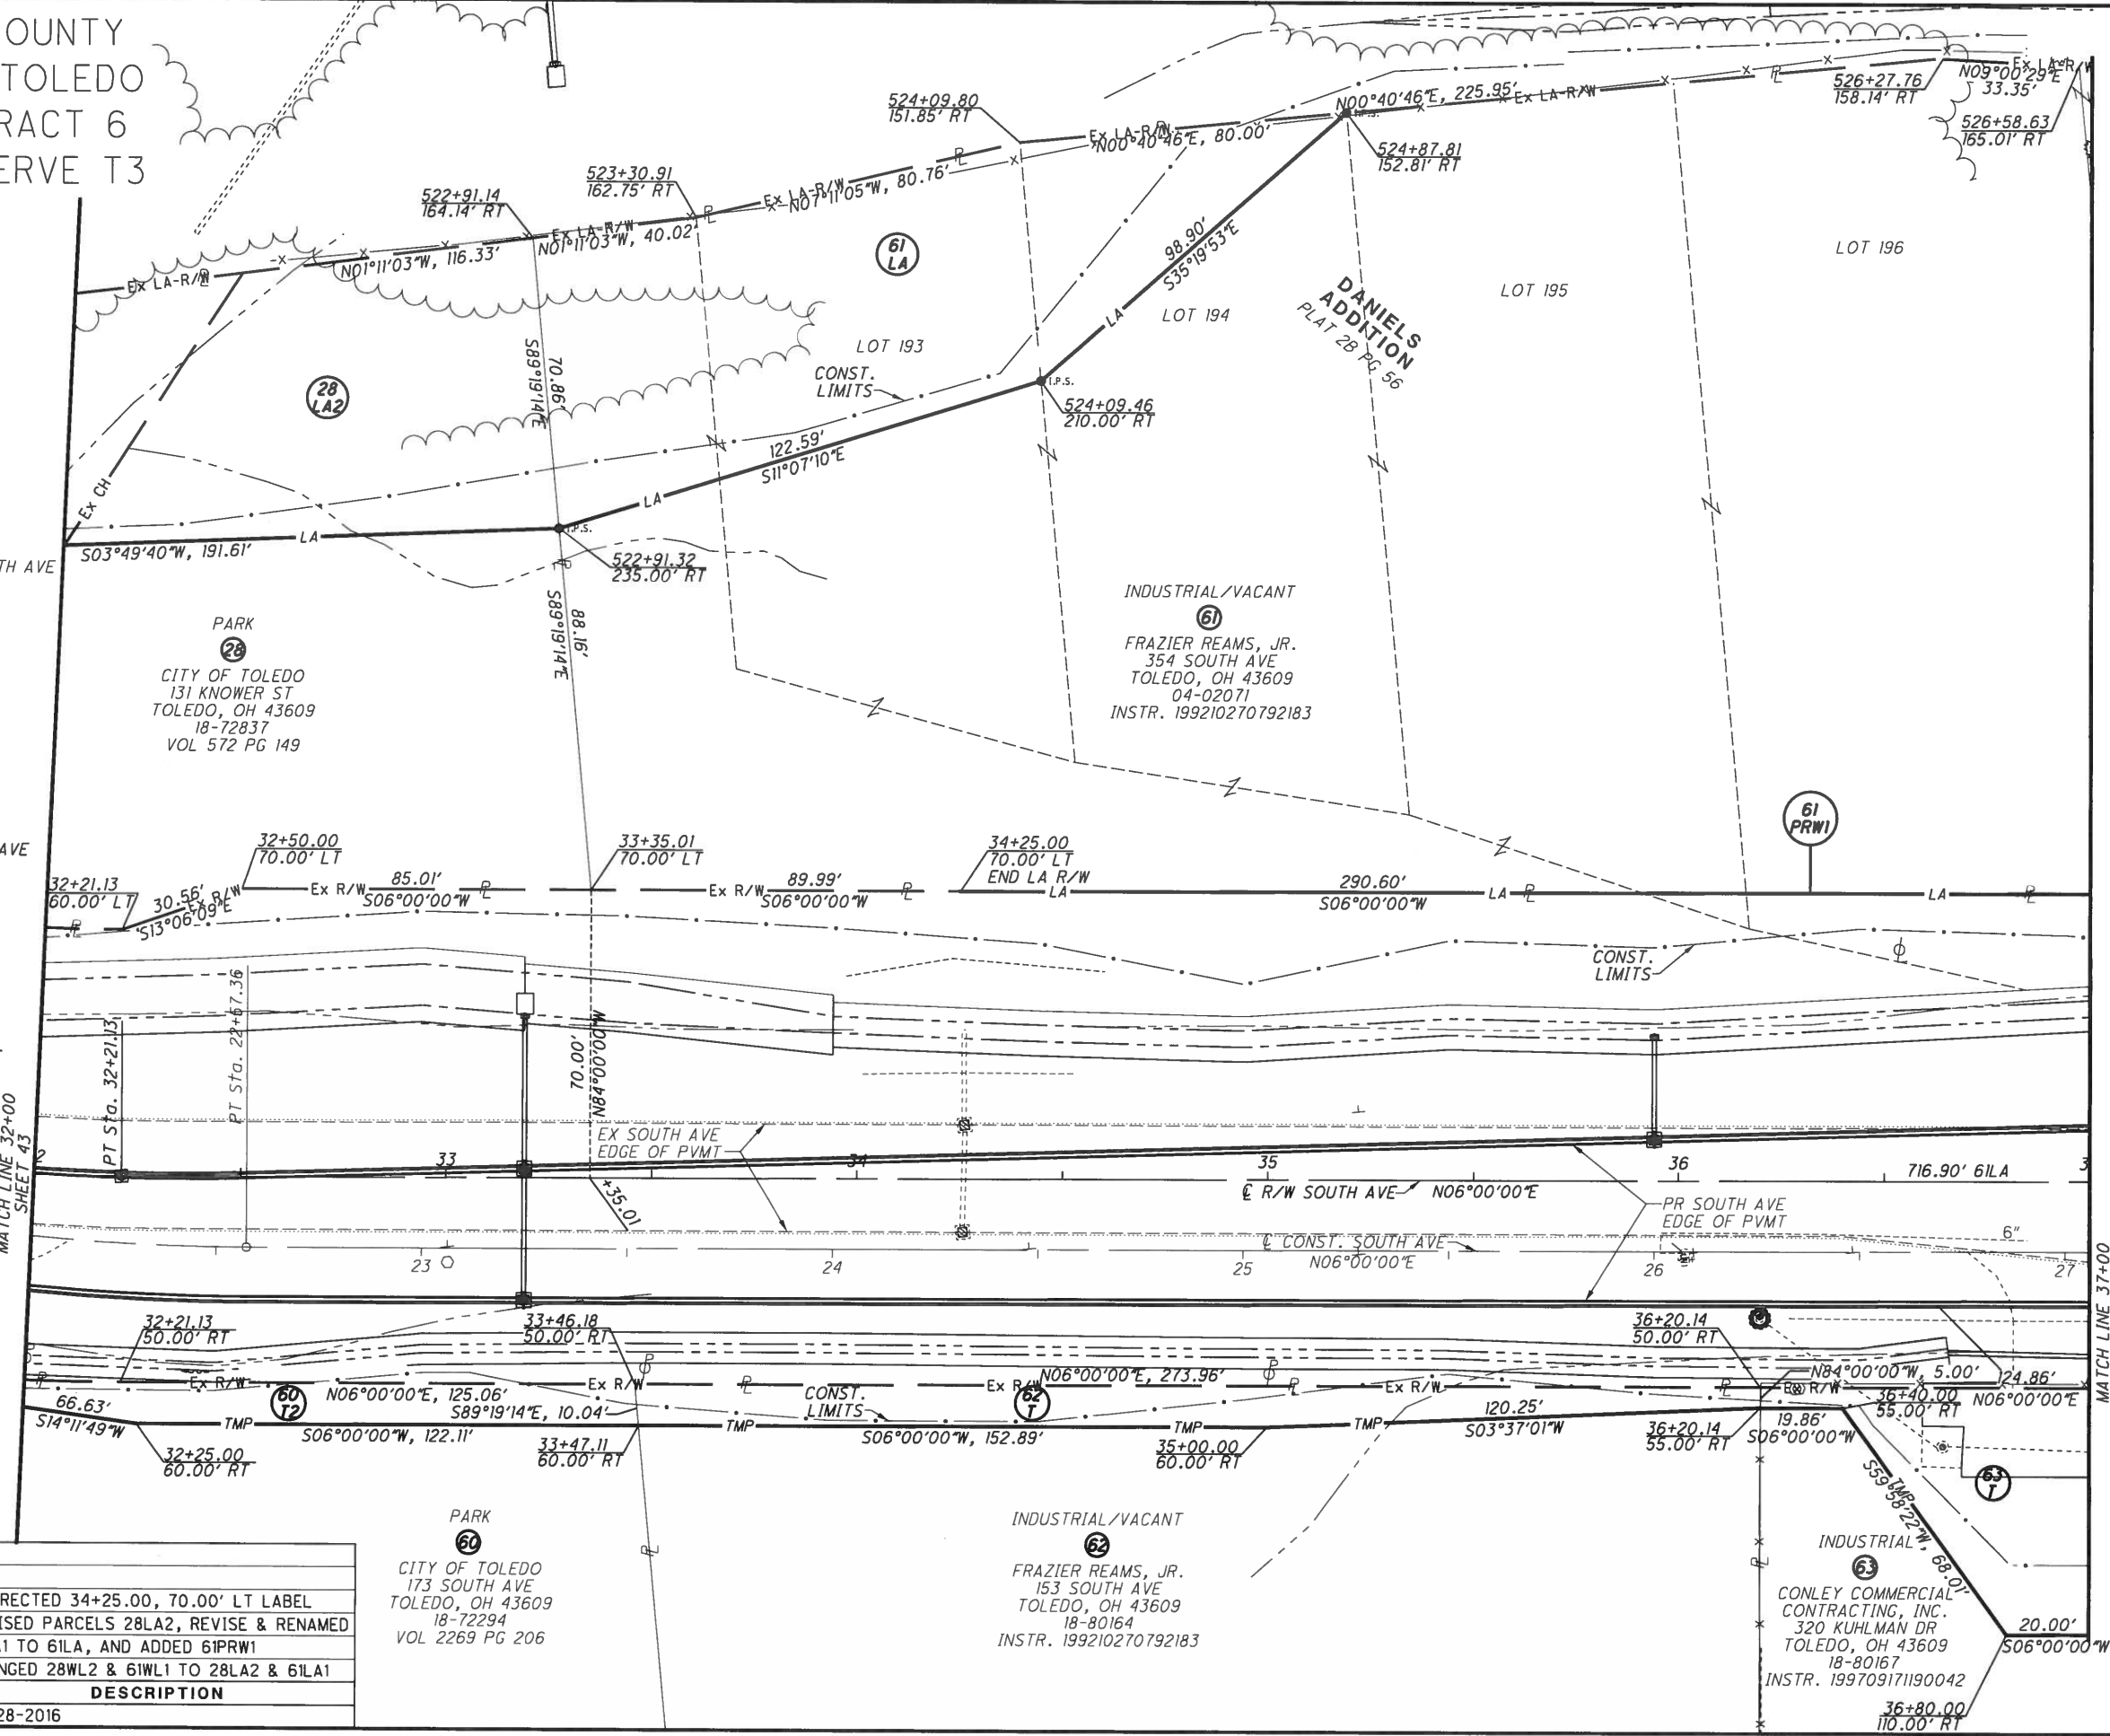 OUNTY
TOLEDO
RACT 6
ERVE T3
524+09.80
151.85' RT
N00°40'46"E, 225.95'
Ex LA-R/W
526+27.76
158.14' RT
N09°00'29"E
33.35'
Ex LA-R/W
526+58.63
165.01' RT
Ex LA-R/W
N00°40'46"E, 80.00'
524+87.81
152.81' RT
523+30.91
162.75' RT
Ex LA-R/W
N07°11'05"W, 80.76'
522+91.14
164.14' RT
Ex LA-R/W
N01°11'03"W, 40.02'
N01°11'03"W, 116.33'
Ex LA-R/W
61
LA
98.90'
S35°19'53"E
LA
LOT 196
LOT 195
LOT 194
LOT 193
DANIELS
ADDITION
PLAT 2B PG 56
70.86'
S89°19'14"E
28
LA2
CONST.
LIMITS
I.P.S.
524+09.46
210.00' RT
122.59'
S11°07'10"E
LA
Ex CH
LA
S03°49'40"W, 191.61'
I.P.S.
522+91.32
235.00' RT
TH AVE
88.16'
S89°19'14"E
PARK
28
CITY OF TOLEDO
131 KNOWER ST
TOLEDO, OH 43609
18-72837
VOL 572 PG 149
INDUSTRIAL/VACANT
61
FRAZIER REAMS, JR.
354 SOUTH AVE
TOLEDO, OH 43609
04-02071
INSTR. 199210270792183
61
PRW1
AVE
32+50.00
70.00' LT
33+35.01
70.00' LT
34+25.00
70.00' LT
END LA R/W
32+21.13
60.00' LT
30.56'
Ex R/W
S13°06'09"E
Ex R/W
85.01'
S06°00'00"W
Ex R/W
89.99'
S06°00'00"W
LA
290.60'
S06°00'00"W
LA
LA
CONST.
LIMITS
PT Sta. 32+21.13
PT Sta. 22+57.36
70.00'
N84°00'00"W
EX SOUTH AVE
EDGE OF PVMT
MATCH LINE 32+00
SHEET 43
2
33
34
35
36
3
716.90' 61LA
+35.01
℄ R/W SOUTH AVE N06°00'00"E
PR SOUTH AVE
EDGE OF PVMT
6"
℄ CONST. SOUTH AVE
N06°00'00"E
23
24
25
26
27
MATCH LINE 37+00
32+21.13
50.00' RT
33+46.18
50.00' RT
36+20.14
50.00' RT
Ex R/W
60
T2
N06°00'00"E, 125.06'
Ex R/W
S89°19'14"E, 10.04'
CONST.
LIMITS
Ex R/W
62
T
N06°00'00"E, 273.96'
Ex R/W
N84°00'00"W, 5.00'
Ex R/W
24.86'
N06°00'00"E
36+40.00
55.00' RT
66.63'
S14°11'49"W
TMP
S06°00'00"W, 122.11'
TMP
S06°00'00"W, 152.89'
TMP
TMP
120.25'
S03°37'01"W
19.86'
S06°00'00"W
32+25.00
60.00' RT
33+47.11
60.00' RT
35+00.00
60.00' RT
36+20.14
55.00' RT
TMP
S59°58'22"W, 68.01'
63
T
PARK
60
CITY OF TOLEDO
173 SOUTH AVE
TOLEDO, OH 43609
18-72294
VOL 2269 PG 206
INDUSTRIAL/VACANT
62
FRAZIER REAMS, JR.
153 SOUTH AVE
TOLEDO, OH 43609
18-80164
INSTR. 199210270792183
INDUSTRIAL
63
CONLEY COMMERCIAL
CONTRACTING, INC.
320 KUHLMAN DR
TOLEDO, OH 43609
18-80167
INSTR. 199709171190042
20.00'
S06°00'00"W
36+80.00
110.00' RT
RECTED 34+25.00, 70.00' LT LABEL
ISED PARCELS 28LA2, REVISE & RENAMED
1 TO 61LA, AND ADDED 61PRW1
NGED 28WL2 & 61WL1 TO 28LA2 & 61LA1
DESCRIPTION
28-2016